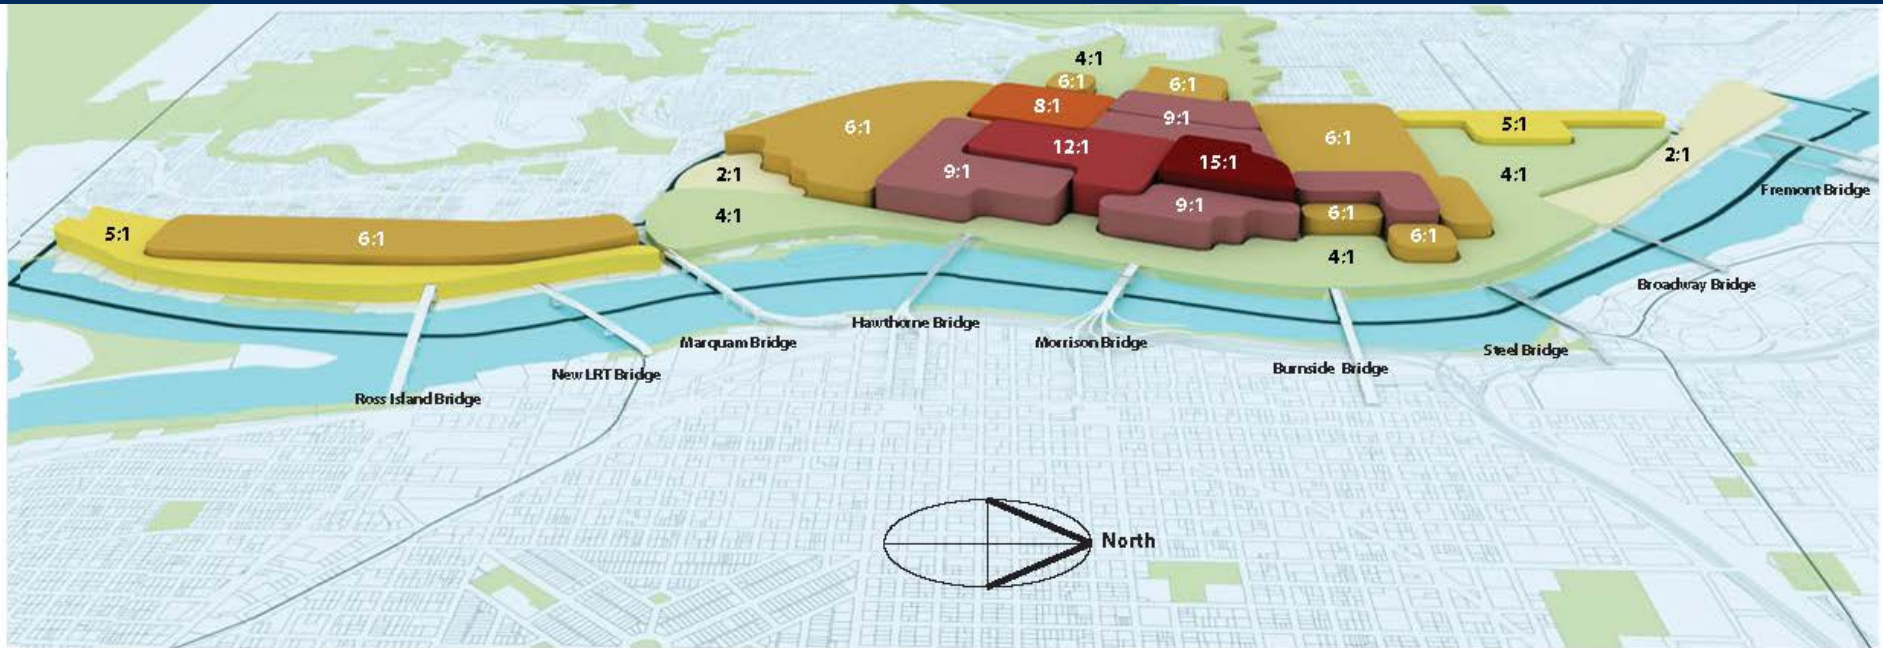 4:1
6:1
6:1
8:1
9:1
6:1
12:1
15:1
6:1
5:1
2:1
9:1
4:1
2:1
4:1
9:1
6:1
6:1
4:1
5:1
6:1
Fremont Bridge
Broadway Bridge
Steel Bridge
Burnside Bridge
Morrison Bridge
Hawthorne Bridge
Marquam Bridge
New LRT Bridge
Ross Island Bridge
North